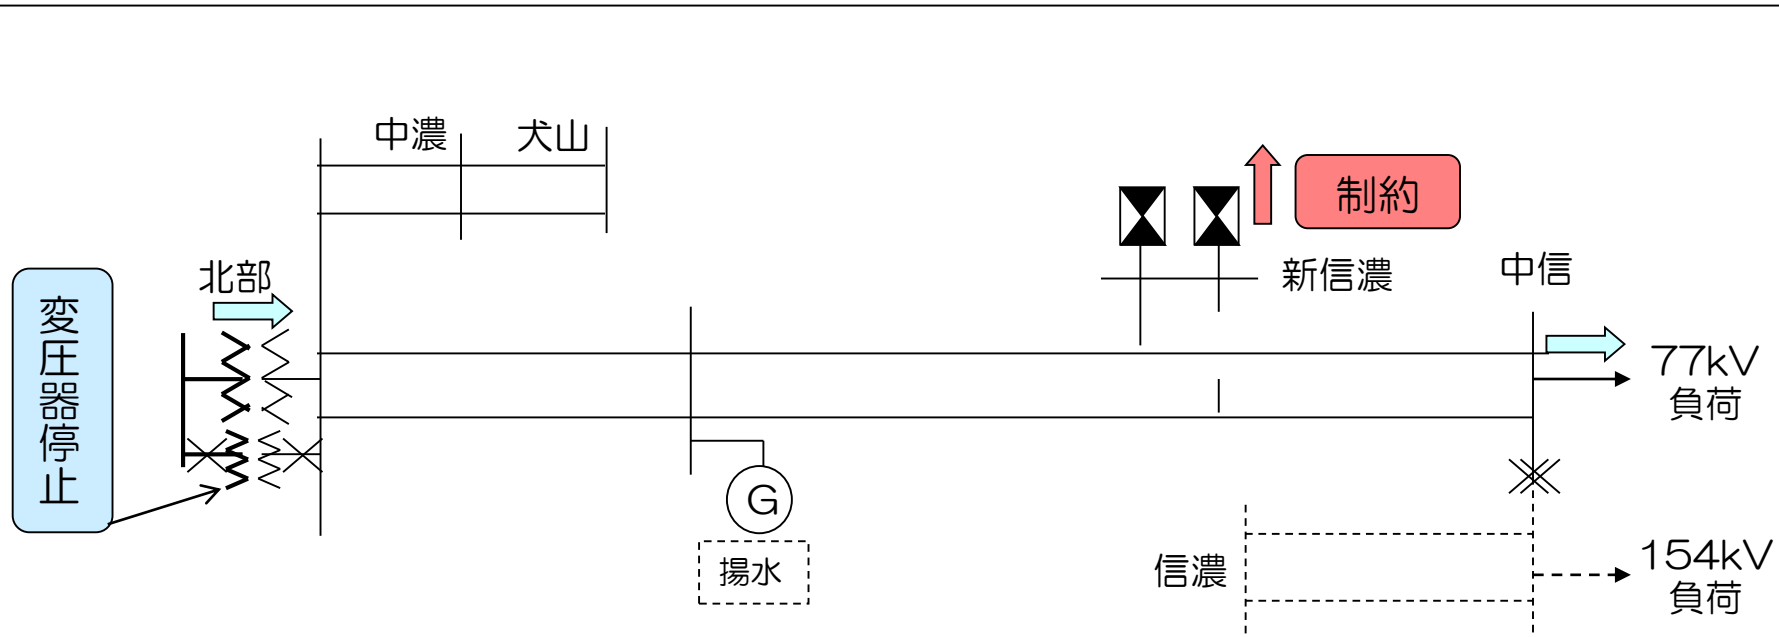 中濃
犬山
制約
北部
新信濃
中信
変圧器停止
77kV
負荷
G
揚水
信濃
154kV
負荷